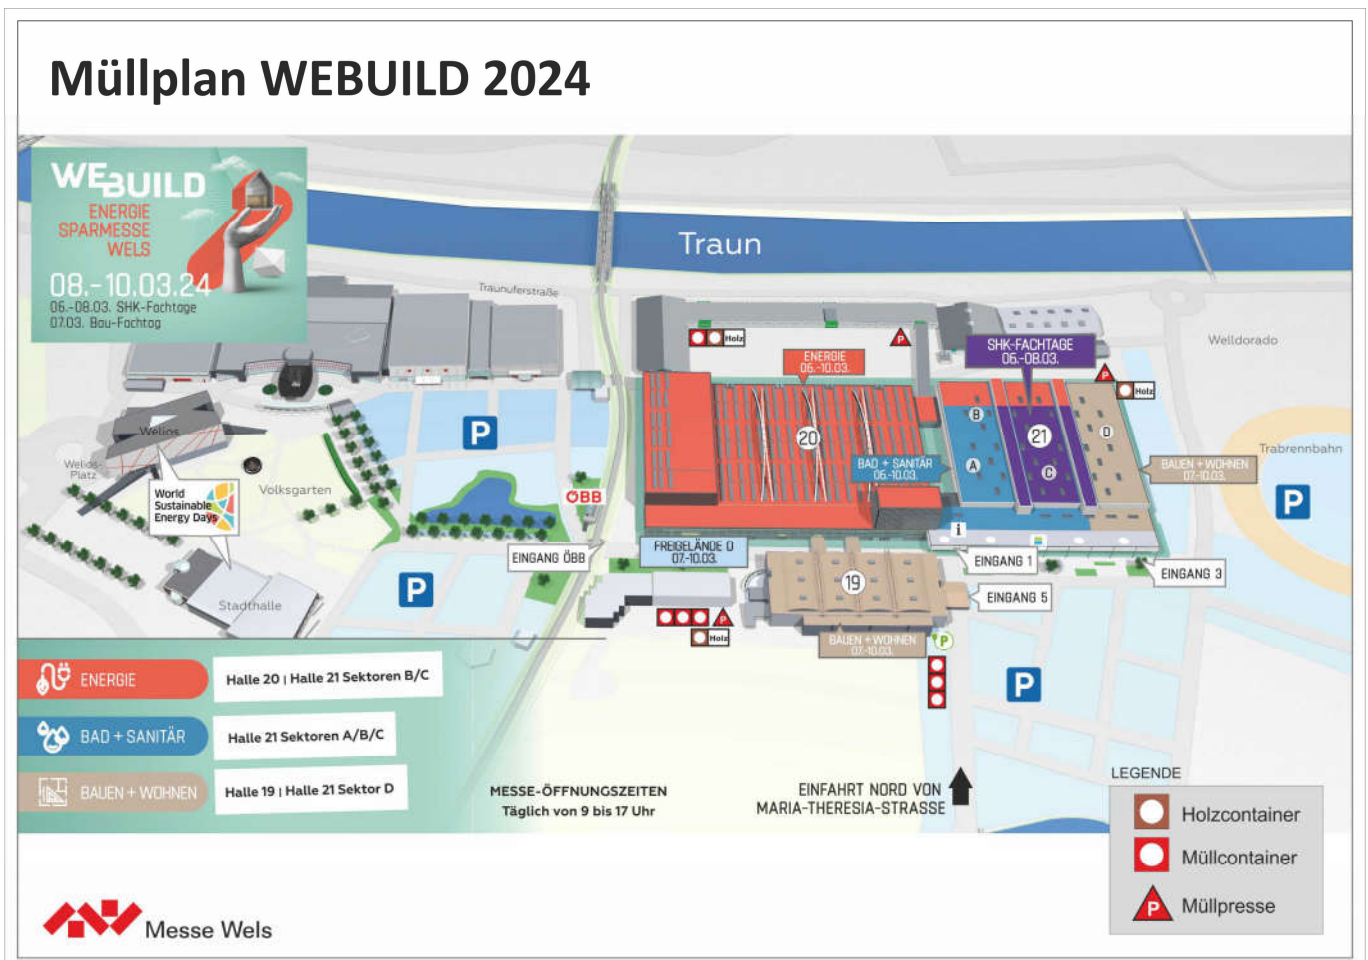 Müllplan WEBUILD 2024
WEBUILD
ENERGIE
SPARMESSE
WELS
08.-10.03.24
06.-08.03. SHK-Fachtage
07.03. Bau-Fachtag
Traun
Traunuferstraße
Welldorado
Trabrennbahn
Holz
P
SHK-FACHTAGE
06.-08.03.
ENERGIE
06.-10.03.
P
Holz
B
21
D
20
A
C
BAD + SANITÄR
06.-10.03.
BAUEN + WOHNEN
07.-10.03.
P
P
Welios
Welios-
Platz
Volksgarten
World
Sustainable
Energy Days
ÖBB
EINGANG ÖBB
FREIGELÄNDE D
07.-10.03.
i
EINGANG 1
EINGANG 3
EINGANG 5
19
P
Stadthalle
P
Holz
BAUEN + WOHNEN
07.-10.03.
P
P
ENERGIE
Halle 20 | Halle 21 Sektoren B/C
BAD + SANITÄR
Halle 21 Sektoren A/B/C
BAUEN + WOHNEN
Halle 19 | Halle 21 Sektor D
MESSE-ÖFFNUNGSZEITEN
Täglich von 9 bis 17 Uhr
EINFAHRT NORD VON
MARIA-THERESIA-STRASSE
LEGENDE
Holzcontainer
Müllcontainer
P Müllpresse
Messe Wels